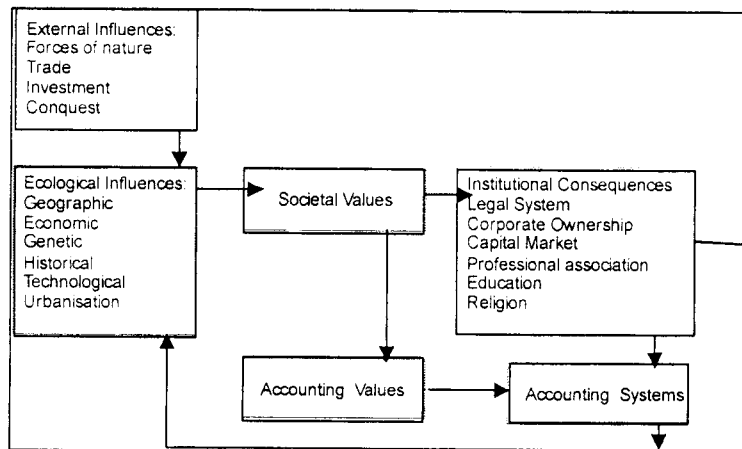 External Influences:
Forces of nature
Trade
Investment
Conquest
Ecological Influences:
Geographic
Economic
Genetic
Historical
Technological
Urbanisation
Societal Values
Institutional Consequences
Legal System
Corporate Ownership
Capital Market
Professional association
Education
Religion
Accounting Values
Accounting Systems